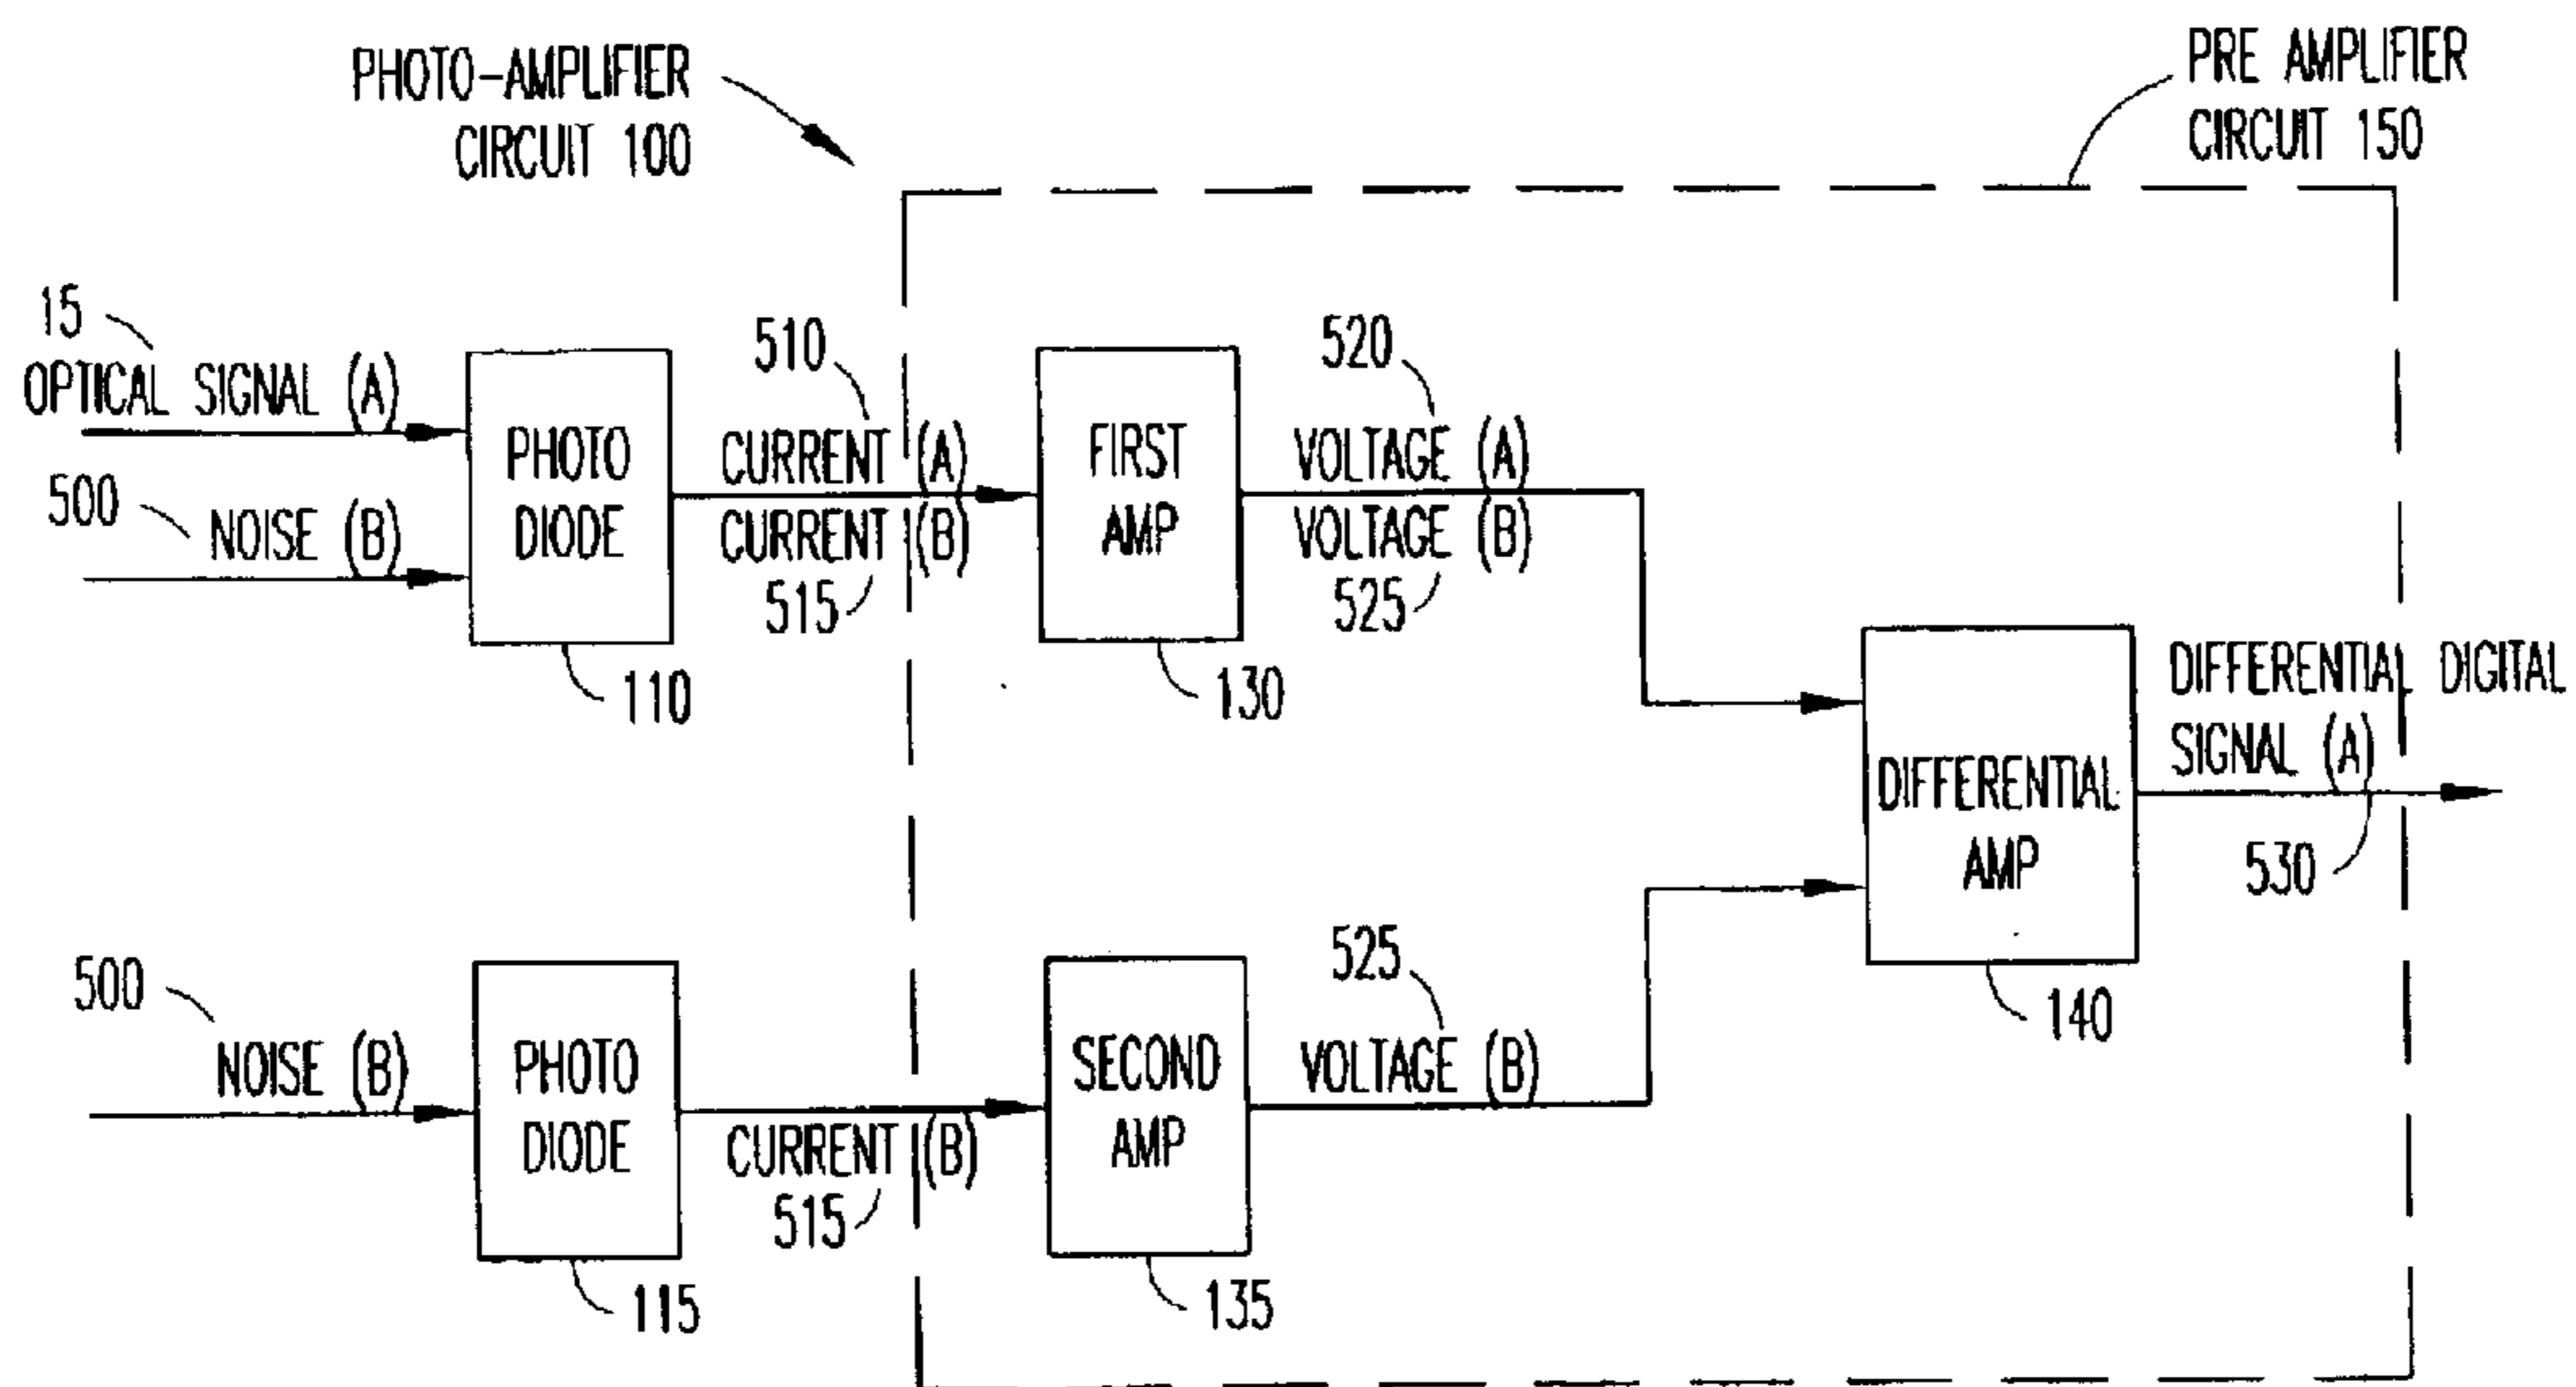 PHOTO-AMPLIFIER
CIRCUIT 100
PRE AMPLIFIER
CIRCUIT 150
15
OPTICAL SIGNAL (A)
500
NOISE (B)
PHOTO
DIODE
110
510
CURRENT (A)
CURRENT (B)
515
FIRST
AMP
130
520
VOLTAGE (A)
VOLTAGE (B)
525
DIFFERENTIAL
AMP
140
DIFFERENTIAL DIGITAL
SIGNAL (A)
530
500
NOISE (B)
PHOTO
DIODE
115
CURRENT (B)
515
SECOND
AMP
135
525
VOLTAGE (B)